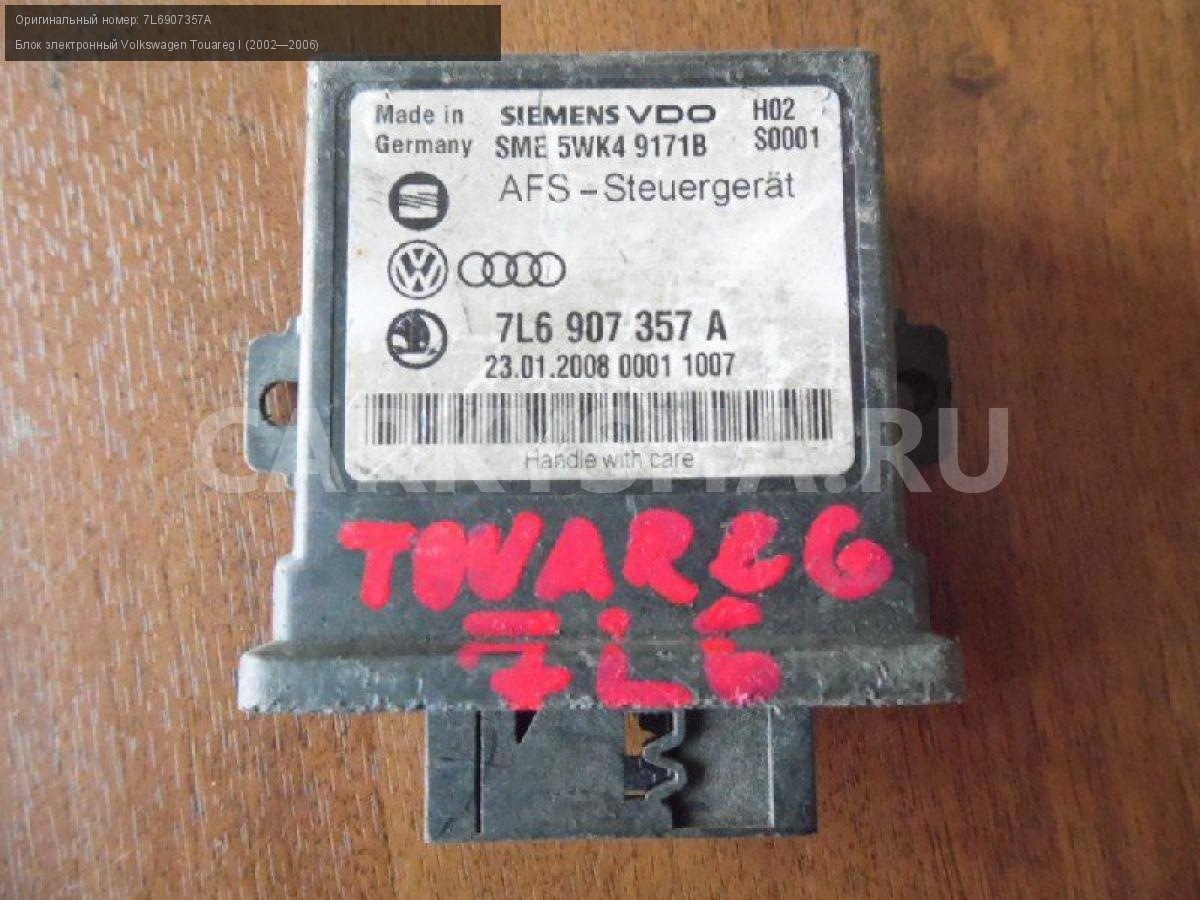 Оригинальный номер: 7L6907357A
Блок электронный Volkswagen Touareg I (2002—2006)
Made in Germany
SIEMENS VDO
SME 5WK4 9171B
H02
S0001
AFS – Steuergerät
7L6 907 357 A
23.01.2008 0001 1007
Handle with care
CARKYSHA.RU
TOUAREG
7L6